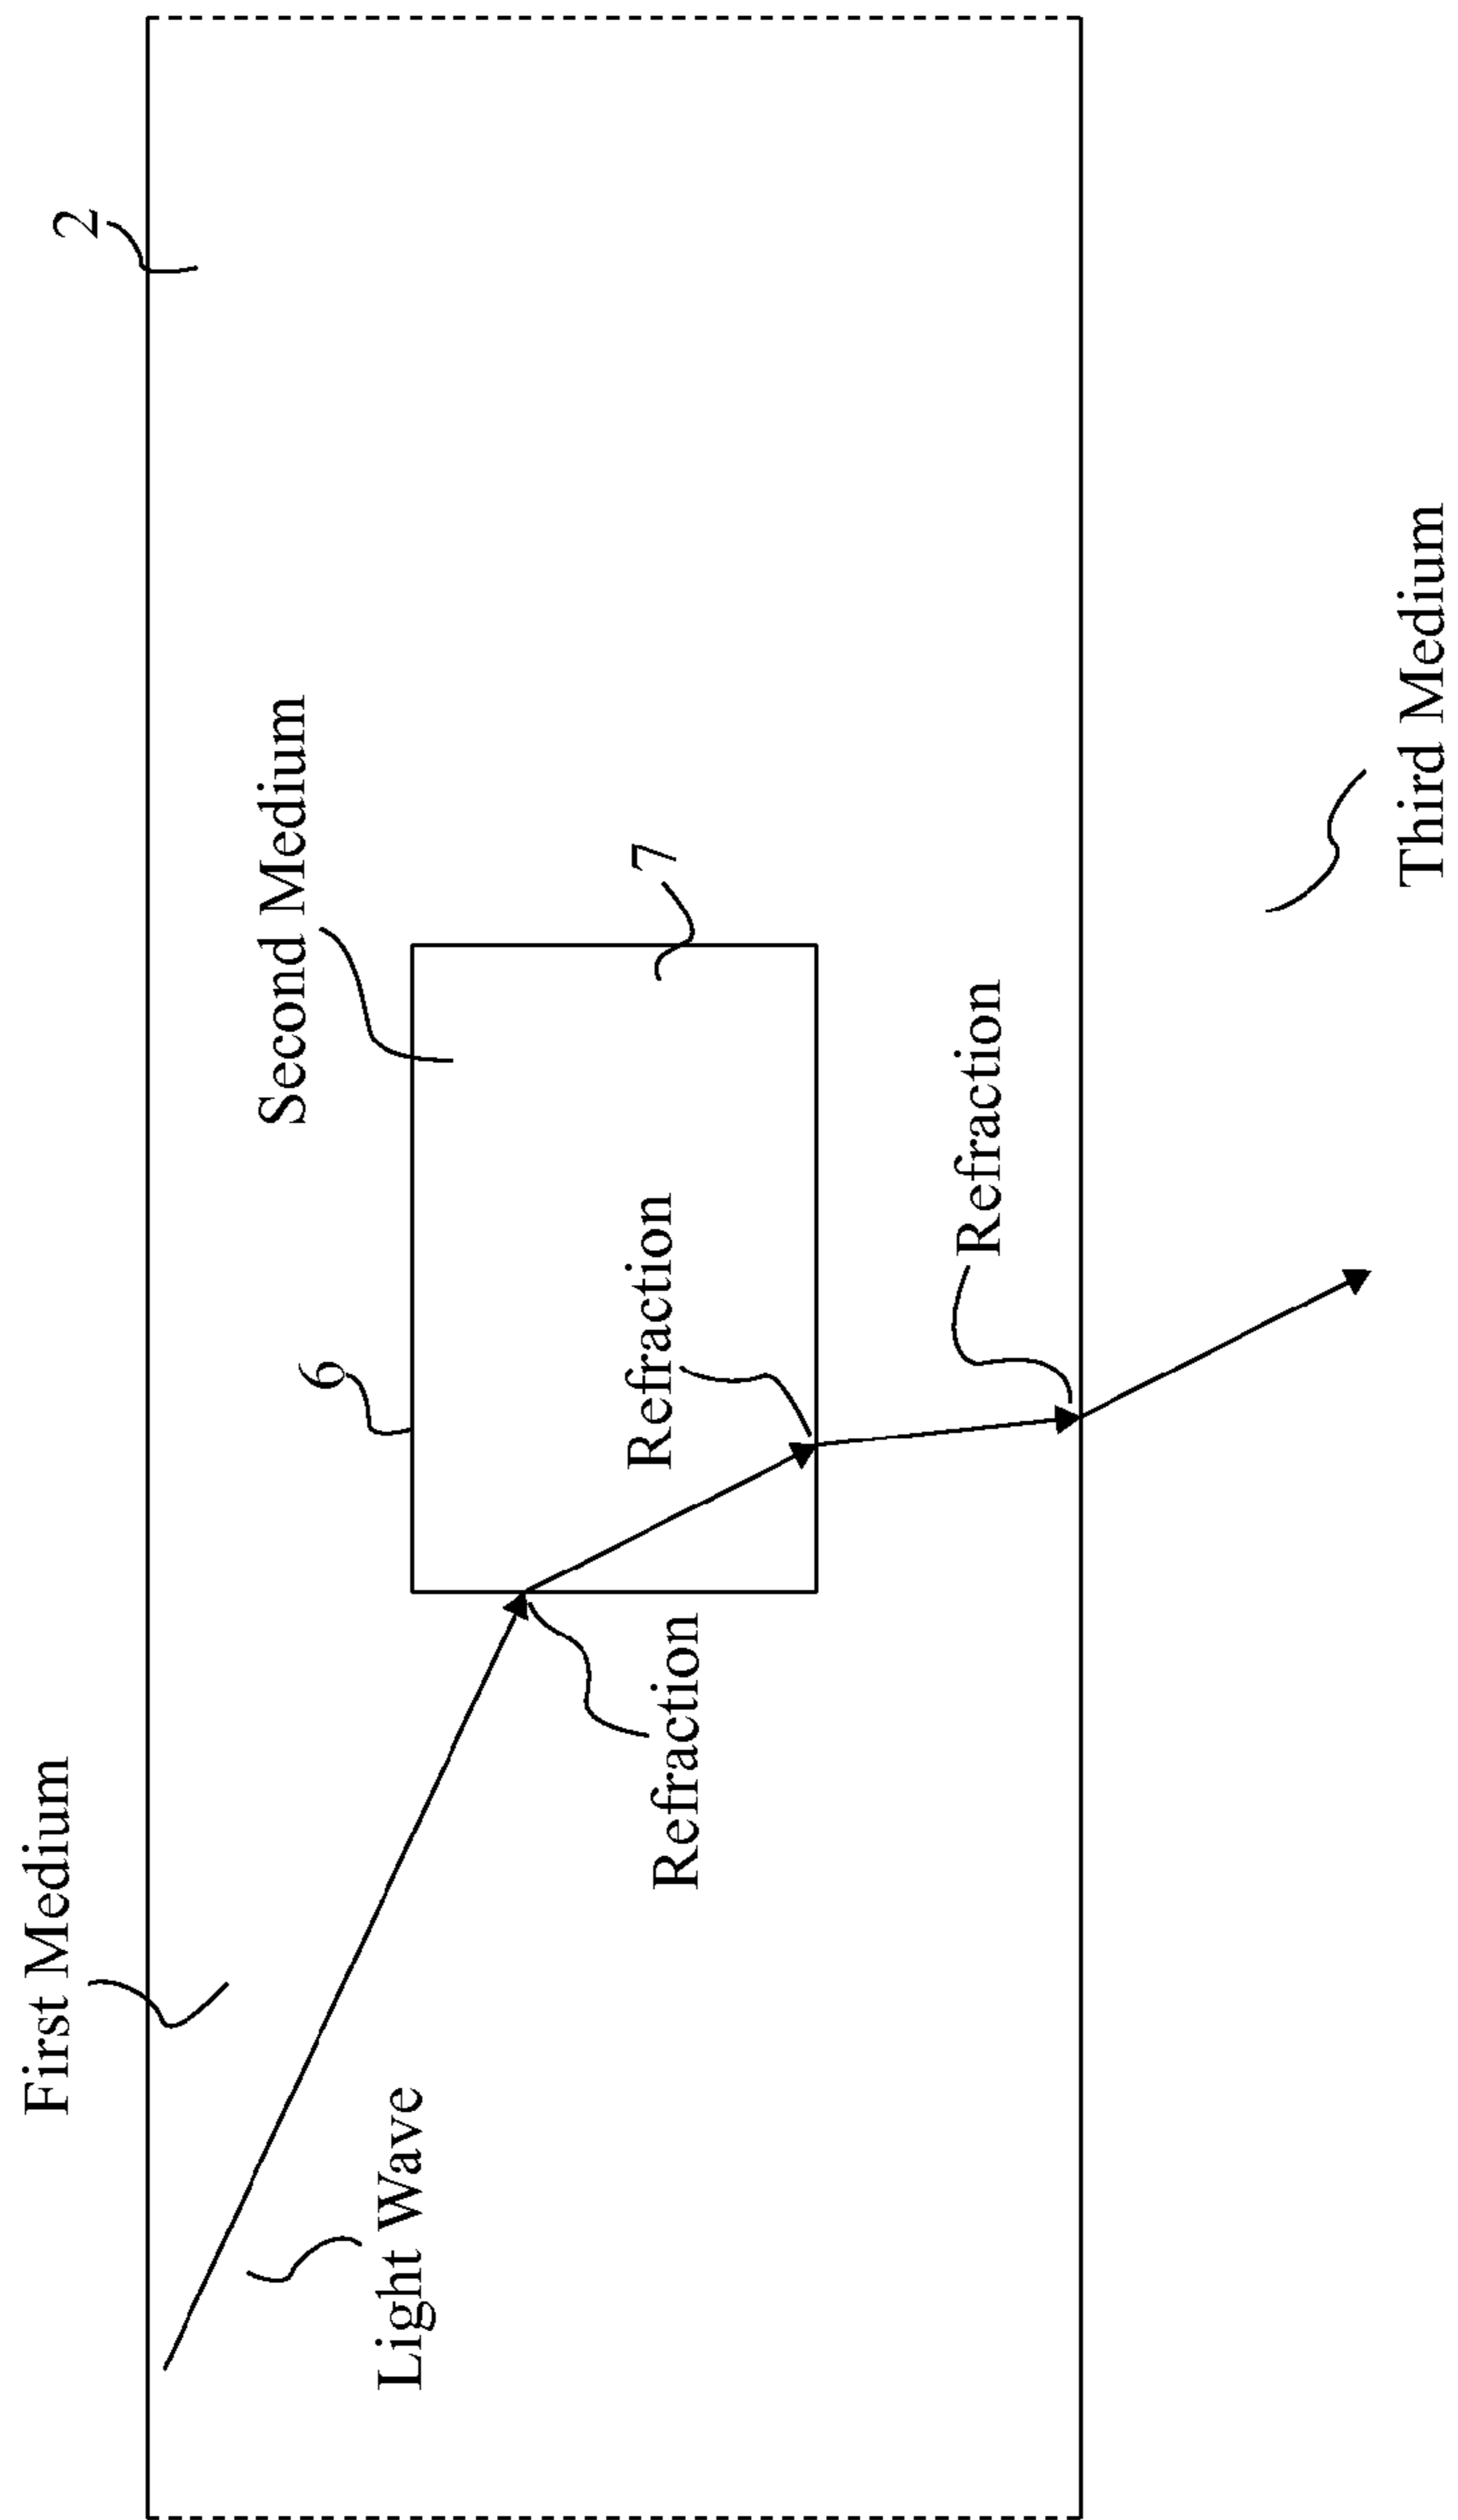 First Medium
2
Second Medium
6
Light Wave
Refraction
7
Refraction
Refraction
Third Medium